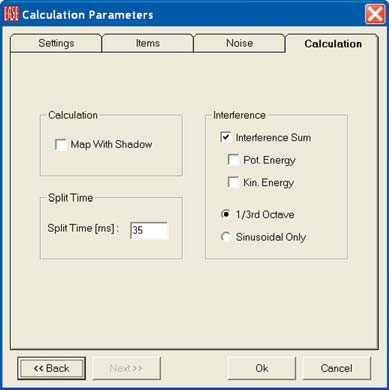 EASE Calculation Parameters
Settings Items Noise Calculation
Calculation
Map With Shadow
Split Time
Split Time [ms] : 35
Interference
Interference Sum
Pot. Energy
Kin. Energy
1/3rd Octave
Sinusoidal Only
<< Back Next >> Ok Cancel